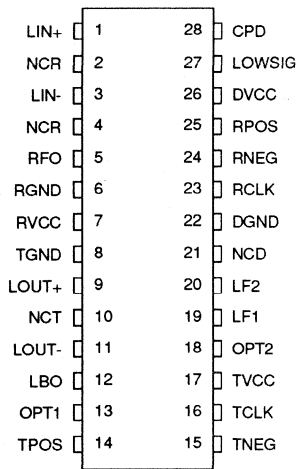 LIN+ 1 28 CPD
NCR 2 27 LOWSIG
LIN- 3 26 DVCC
NCR 4 25 RPOS
RFO 5 24 RNEG
RGND 6 23 RCLK
RVCC 7 22 DGND
TGND 8 21 NCD
LOUT+ 9 20 LF2
NCT 10 19 LF1
LOUT- 11 18 OPT2
LBO 12 17 TVCC
OPT1 13 16 TCLK
TPOS 14 15 TNEG